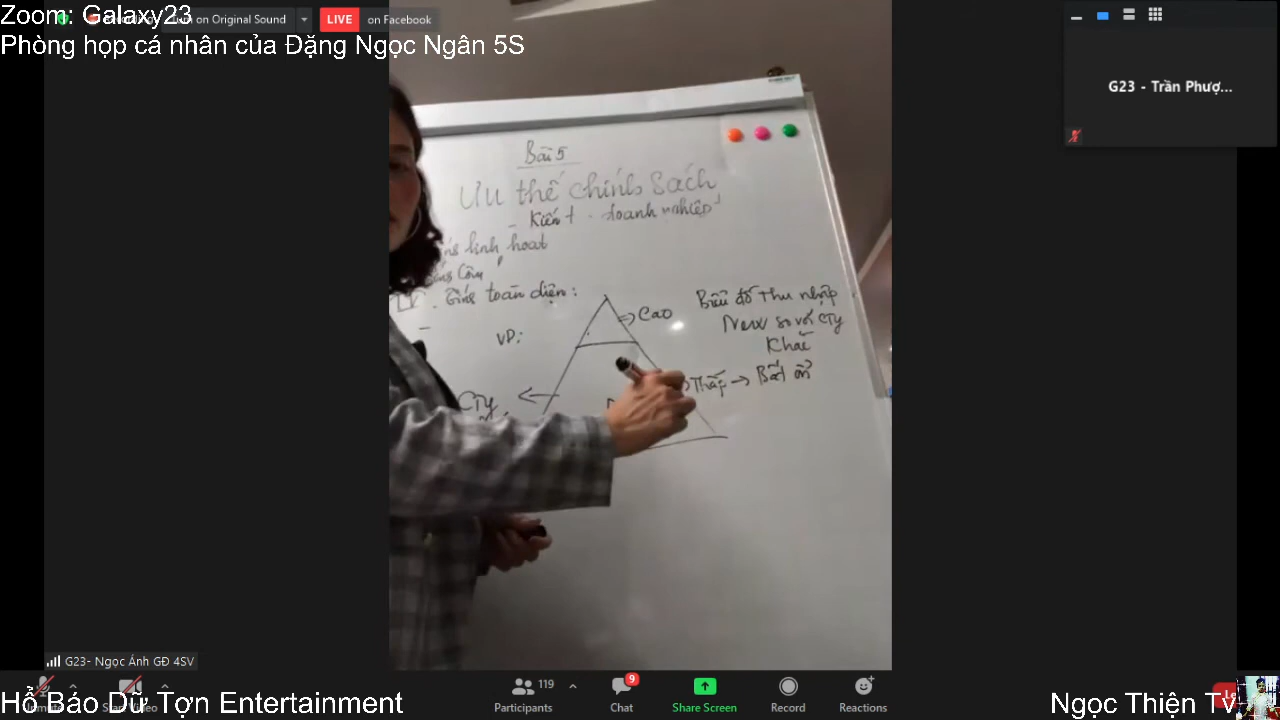 Zoom: Galaxy23
on Original Sound
LIVE on Facebook
Phòng họp cá nhân của Đặng Ngọc Ngân 5S
G23 - Trần Phượ...
Bài 5
Ưu thế chính sách
- Kiến t . doanh nghiệp
linh hoạt
Công
toàn diện:
Cao
Biểu đồ thu nhập
New so với CTy
Khác
VD:
Thấp → Bất ổn
CTy
G23- Ngọc Ánh GĐ 4SV
Hổ Báo Dữ Tợn Entertainment
119
Participants
9
Chat
Share Screen
Record
Reactions
Ngọc Thiện Tv